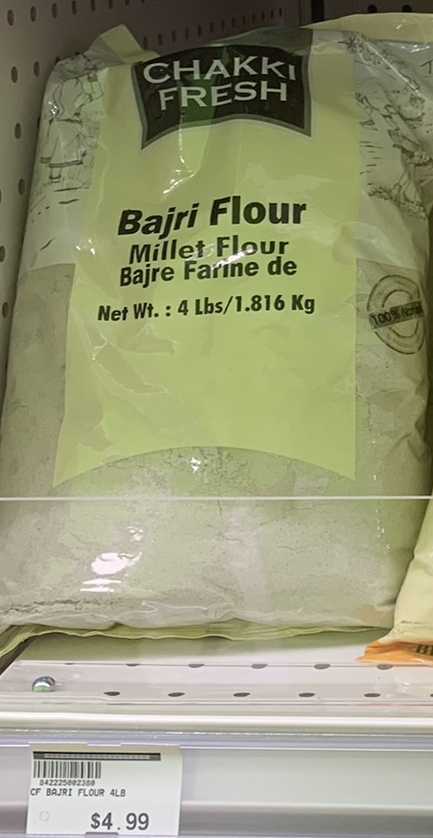 CHAKKI
FRESH
Bajri Flour
Millet Flour
Bajre Farine de
Net Wt. : 4 Lbs/1.816 Kg
100%
842225002380
CF BAJRI FLOUR 4LB
$4.99